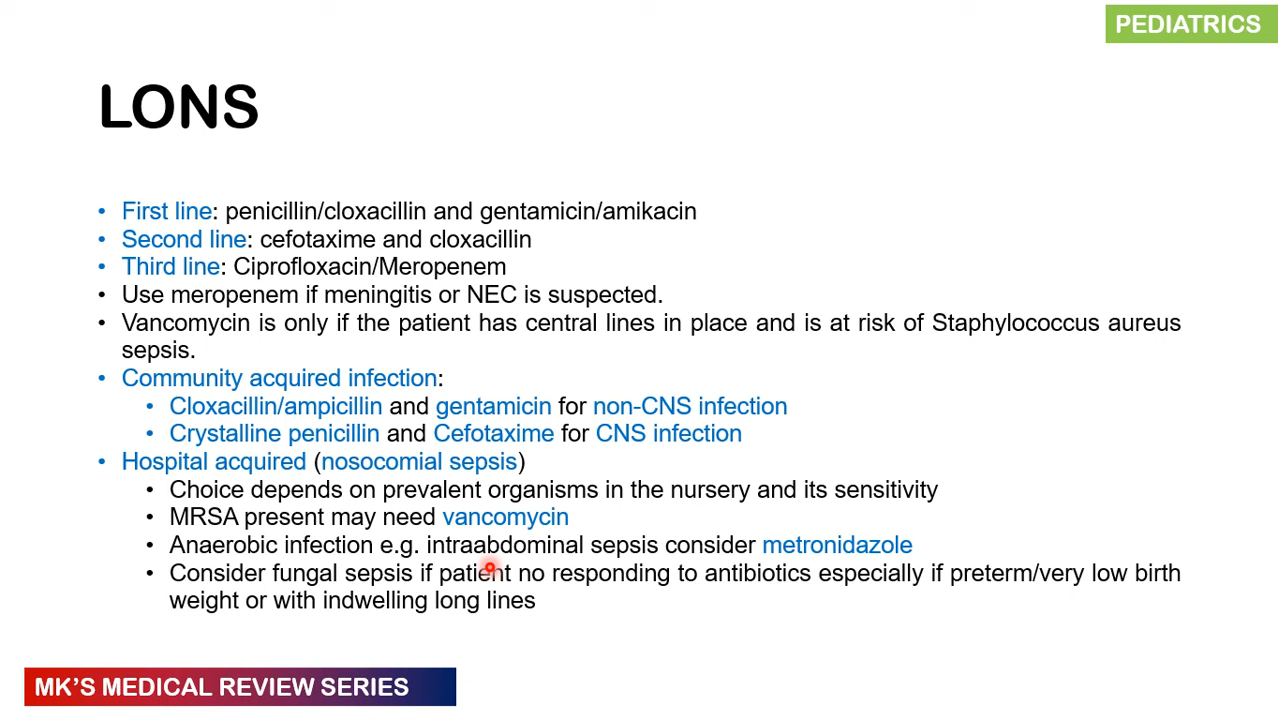 PEDIATRICS
LONS
• First line: penicillin/cloxacillin and gentamicin/amikacin
• Second line: cefotaxime and cloxacillin
• Third line: Ciprofloxacin/Meropenem
• Use meropenem if meningitis or NEC is suspected.
• Vancomycin is only if the patient has central lines in place and is at risk of Staphylococcus aureus
sepsis.
• Community acquired infection:
• Cloxacillin/ampicillin and gentamicin for non-CNS infection
• Crystalline penicillin and Cefotaxime for CNS infection
• Hospital acquired (nosocomial sepsis)
• Choice depends on prevalent organisms in the nursery and its sensitivity
• MRSA present may need vancomycin
• Anaerobic infection e.g. intraabdominal sepsis consider metronidazole
• Consider fungal sepsis if patient no responding to antibiotics especially if preterm/very low birth
weight or with indwelling long lines
MK'S MEDICAL REVIEW SERIES